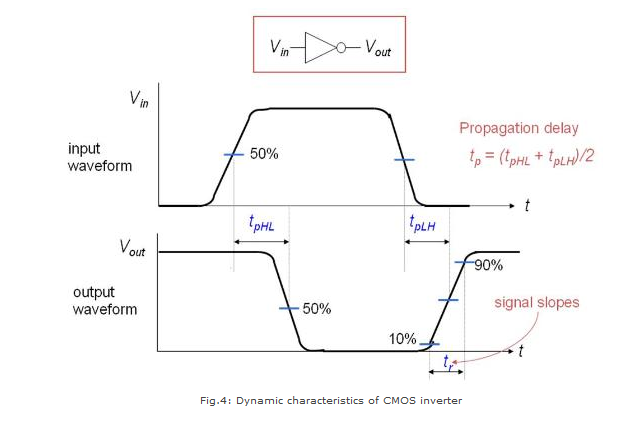 Vin Vout
Vin
input
waveform
50%
Propagation delay
tp = (tpHL + tpLH)/2
t
tpHL
tpLH
Vout
output
waveform
50%
90%
10%
signal slopes
tr
t
Fig.4: Dynamic characteristics of CMOS inverter